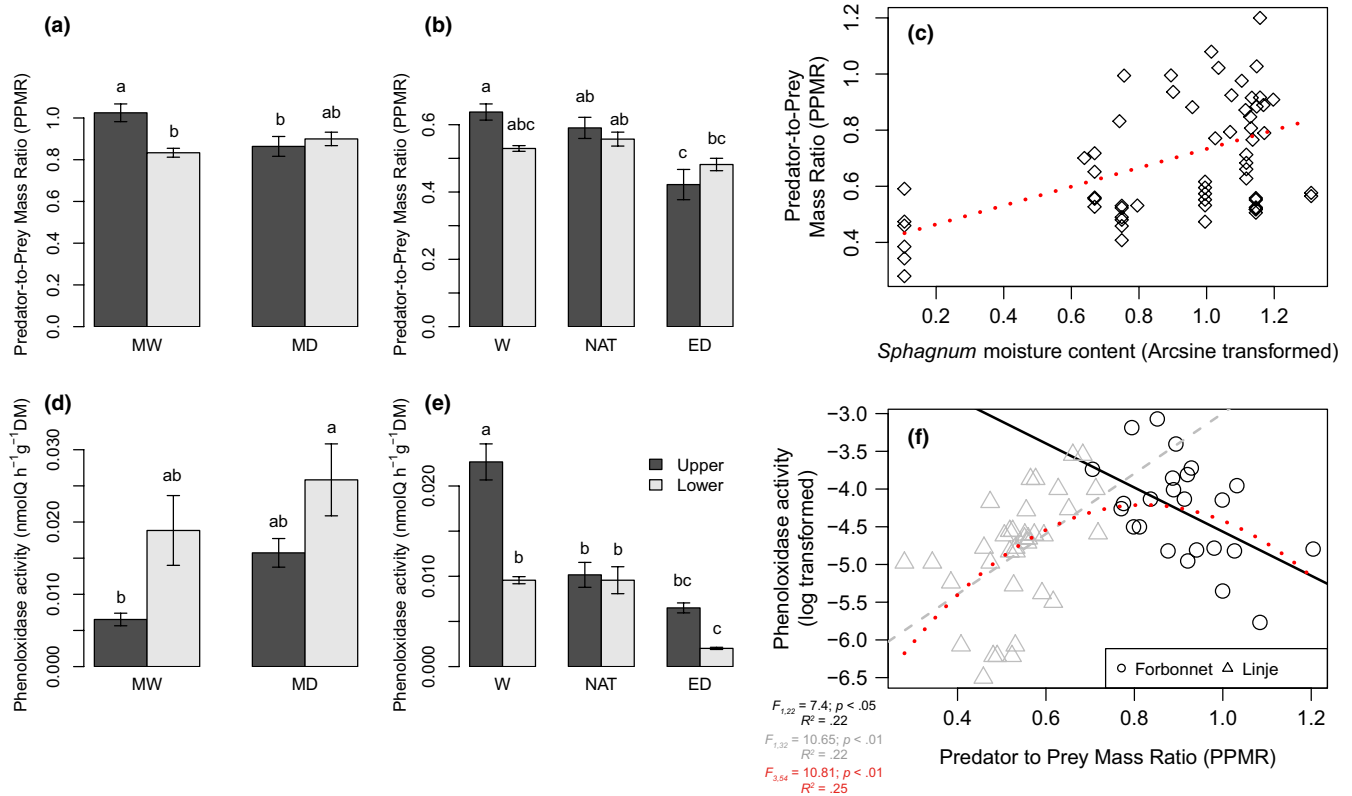 (a)
Predator-to-Prey Mass Ratio (PPMR)
0.0 0.2 0.4 0.6 0.8 1.0
a
b
b
ab
MW MD
(b)
Predator-to-Prey Mass Ratio (PPMR)
0.0 0.2 0.4 0.6
a
abc
ab
ab
c
bc
W NAT ED
(c)
Predator-to-Prey
Mass Ratio (PPMR)
0.4 0.6 0.8 1.0 1.2
0.2 0.4 0.6 0.8 1.0 1.2
Sphagnum moisture content (Arcsine transformed)
(d)
Phenoloxidase activity (nmolQ h⁻¹g⁻¹DM)
0.000 0.010 0.020 0.030
b
ab
ab
a
MW MD
(e)
Phenoloxidase activity (nmolQ h⁻¹g⁻¹DM)
0.000 0.010 0.020
a
b
b
b
bc
c
Upper
Lower
W NAT ED
(f)
Phenoloxidase activity
(log transformed)
−3.0
−3.5
−4.0
−4.5
−5.0
−5.5
−6.0
−6.5
Forbonnet Linje
0.4 0.6 0.8 1.0 1.2
Predator to Prey Mass Ratio (PPMR)
F1,22 = 7.4; p < .05
R² = .22
F1,32 = 10.65; p < .01
R² = .22
F3,54 = 10.81; p < .01
R² = .25